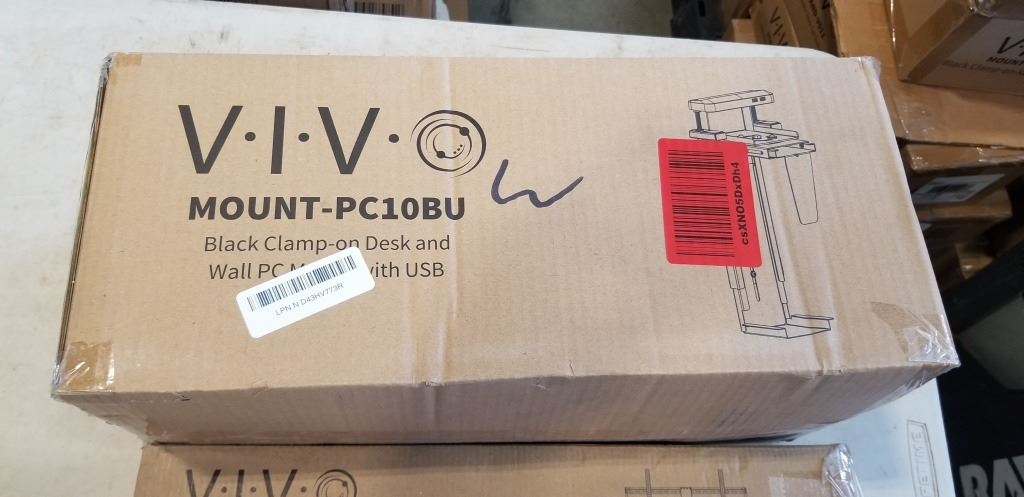 V·I·V·O
MOUNT-PC10BU
Black Clamp-on Desk and
Wall PC with USB
LPN N D43HV773R
csXNO5DxDh4
W
V·I·V·O